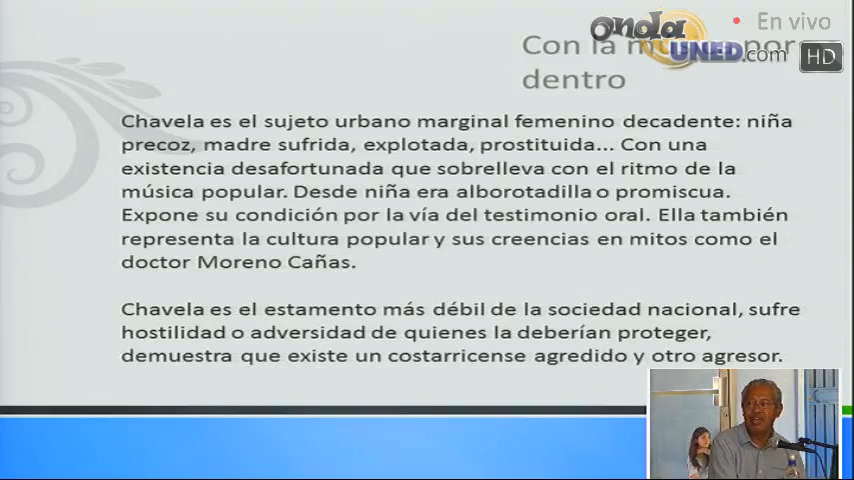 onda
UNED.com
En vivo
HD
Con la por
dentro
Chavela es el sujeto urbano marginal femenino decadente: niña
precoz, madre sufrida, explotada, prostituida... Con una
existencia desafortunada que sobrelleva con el ritmo de la
música popular. Desde niña era alborotadilla o promiscua.
Expone su condición por la vía del testimonio oral. Ella también
representa la cultura popular y sus creencias en mitos como el
doctor Moreno Cañas.
Chavela es el estamento más débil de la sociedad nacional, sufre
hostilidad o adversidad de quienes la deberían proteger,
demuestra que existe un costarricense agredido y otro agresor.